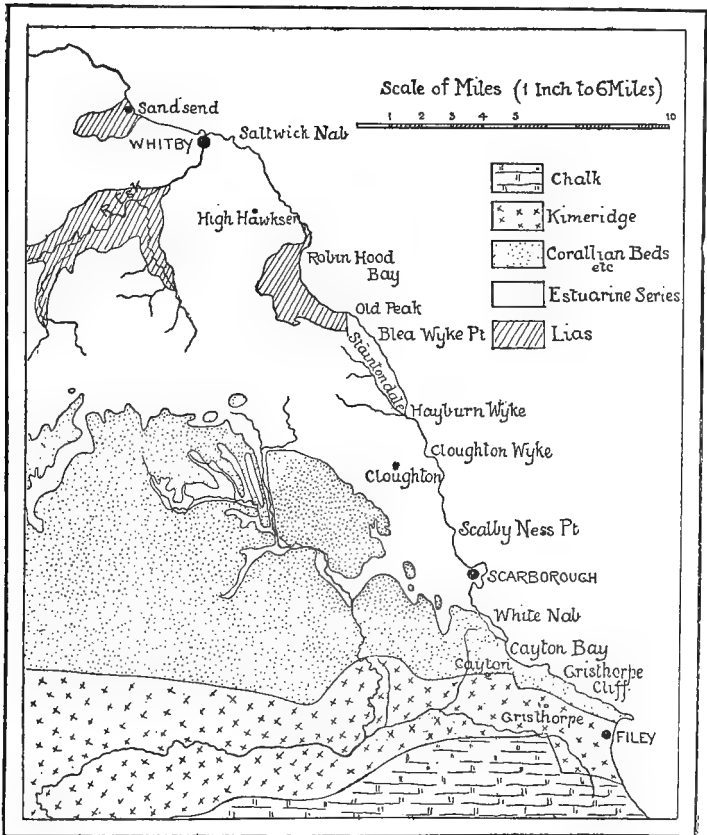 Scale of Miles (1 Inch to 6 Miles)
1 2 3 4 5 10
Sandsend
WHITBY
Saltwick Nab
High Hawkser
Robin Hood
Bay
Old Peak
Blea Wyke Pt
Staintondale
Hayburn Wyke
Cloughton Wyke
Cloughton
Scalby Ness Pt
SCARBOROUGH
White Nab
Cayton Bay
Cayton
Gristhorpe
Cliff
Gristhorpe
FILEY
Chalk
Kimeridge
Corallian Beds
etc
Estuarine Series
Lias